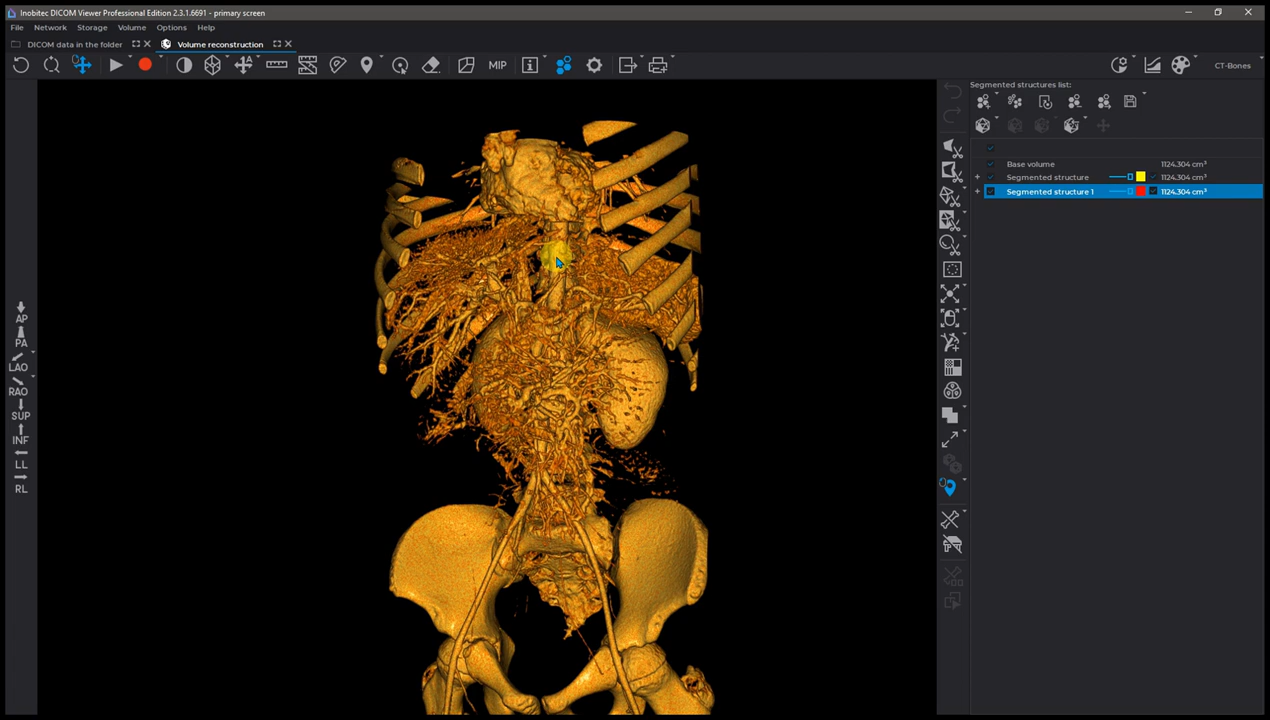 Inobitec DICOM Viewer Professional Edition 2.3.1.6691 - primary screen
File Network Storage Volume Options Help
DICOM data in the folder Volume reconstruction
MIP CT-Bones
Segmented structures list:
Base volume 1124.304 cm³
Segmented structure 1124.304 cm³
Segmented structure 1 1124.304 cm³
AP
PA
LAO
RAO
SUP
INF
LL
RL